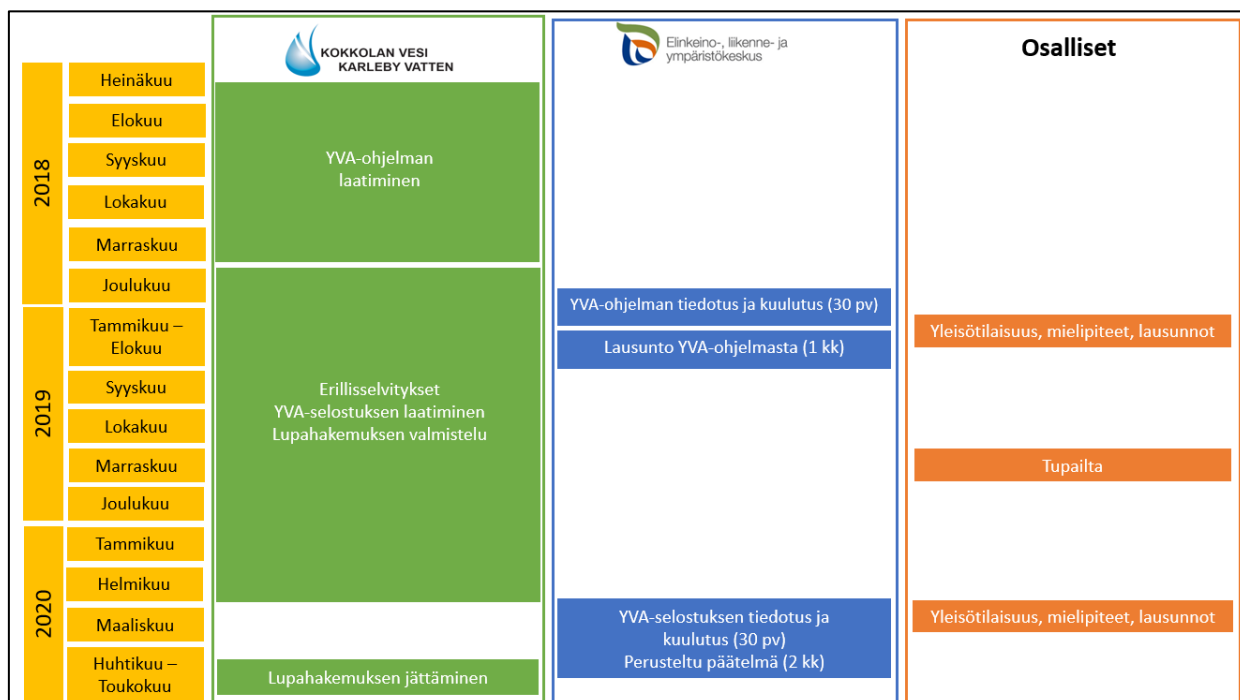 KOKKOLAN VESI
KARLEBY VATTEN
Elinkeino-, liikenne- ja
ympäristökeskus
Osalliset
2018
Heinäkuu
Elokuu
Syyskuu
Lokakuu
Marraskuu
Joulukuu
YVA-ohjelman
laatiminen
2019
Tammikuu –
Elokuu
Syyskuu
Lokakuu
Marraskuu
Joulukuu
Erillisselvitykset
YVA-selostuksen laatiminen
Lupahakemuksen valmistelu
YVA-ohjelman tiedotus ja kuulutus (30 pv)
Lausunto YVA-ohjelmasta (1 kk)
Yleisötilaisuus, mielipiteet, lausunnot
Tupailta
2020
Tammikuu
Helmikuu
Maaliskuu
Huhtikuu –
Toukokuu
Lupahakemuksen jättäminen
YVA-selostuksen tiedotus ja
kuulutus (30 pv)
Perusteltu päätelmä (2 kk)
Yleisötilaisuus, mielipiteet, lausunnot